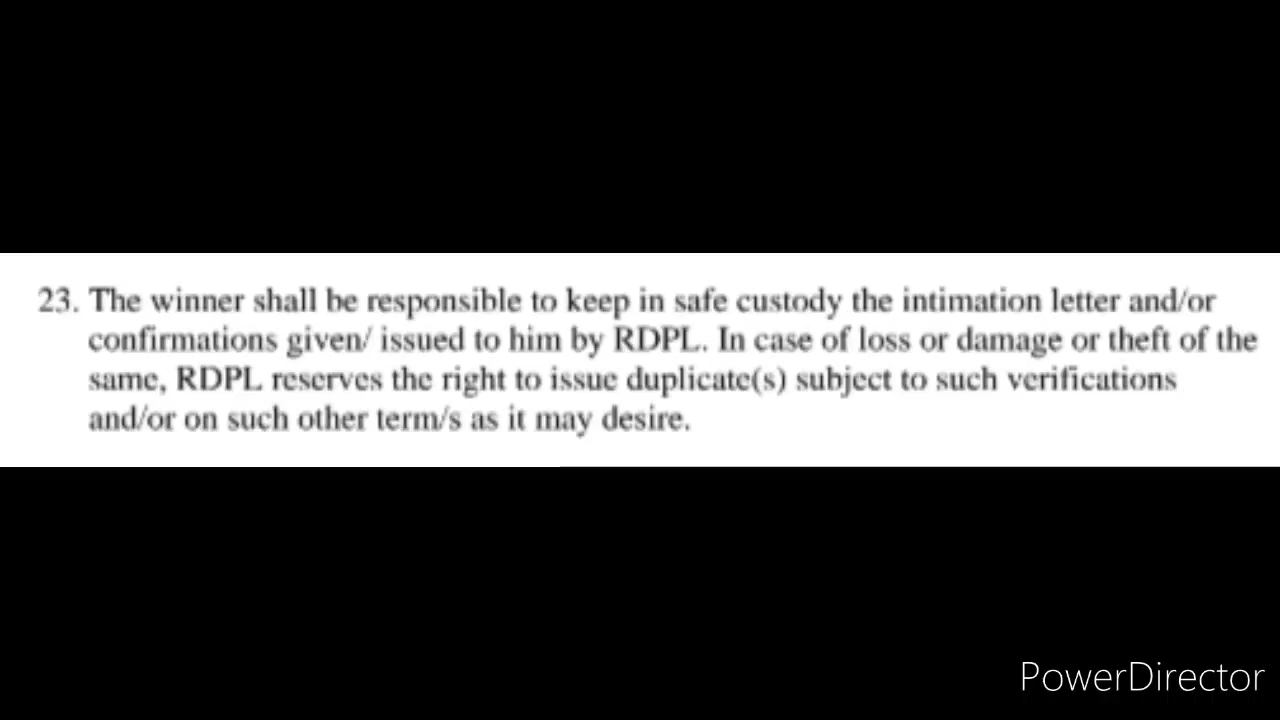 23. The winner shall be responsible to keep in safe custody the intimation letter and/or
confirmations given/ issued to him by RDPL. In case of loss or damage or theft of the
same, RDPL reserves the right to issue duplicate(s) subject to such verifications
and/or on such other term/s as it may desire.
PowerDirector